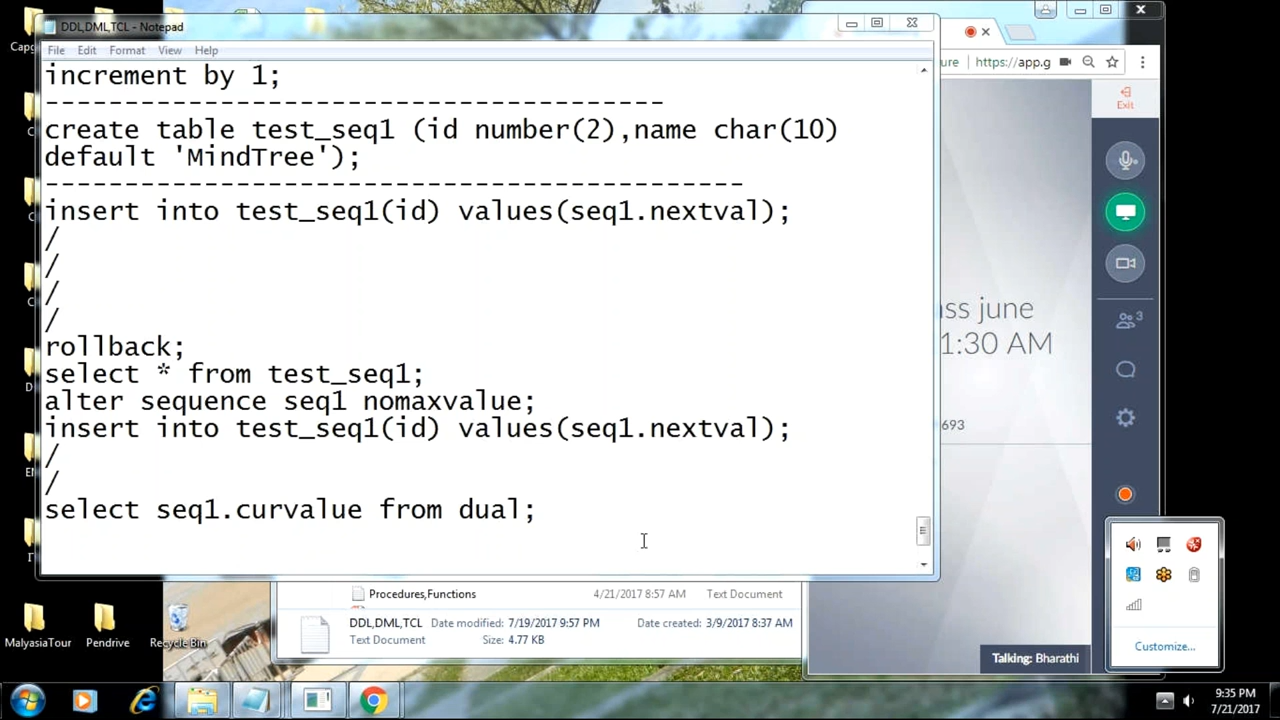 DDL,DML,TCL - Notepad
File Edit Format View Help
increment by 1;
---------------------------------------
create table test_seq1 (id number(2),name char(10)
default 'MindTree');
--------------------------------------------
insert into test_seq1(id) values(seq1.nextval);
/
/
/
/
rollback;
select * from test_seq1;
alter sequence seq1 nomaxvalue;
insert into test_seq1(id) values(seq1.nextval);
/
/
select seq1.curvalue from dual;
Procedures,Functions 4/21/2017 8:57 AM Text Document
DDL,DML,TCL Date modified: 7/19/2017 9:57 PM Date created: 3/9/2017 8:37 AM
Text Document Size: 4.77 KB
https://app.g
Exit
june
1:30 AM
3
693
Talking: Bharathi
Customize...
MalyasiaTour
Pendrive
Recycle Bin
9:35 PM
7/21/2017